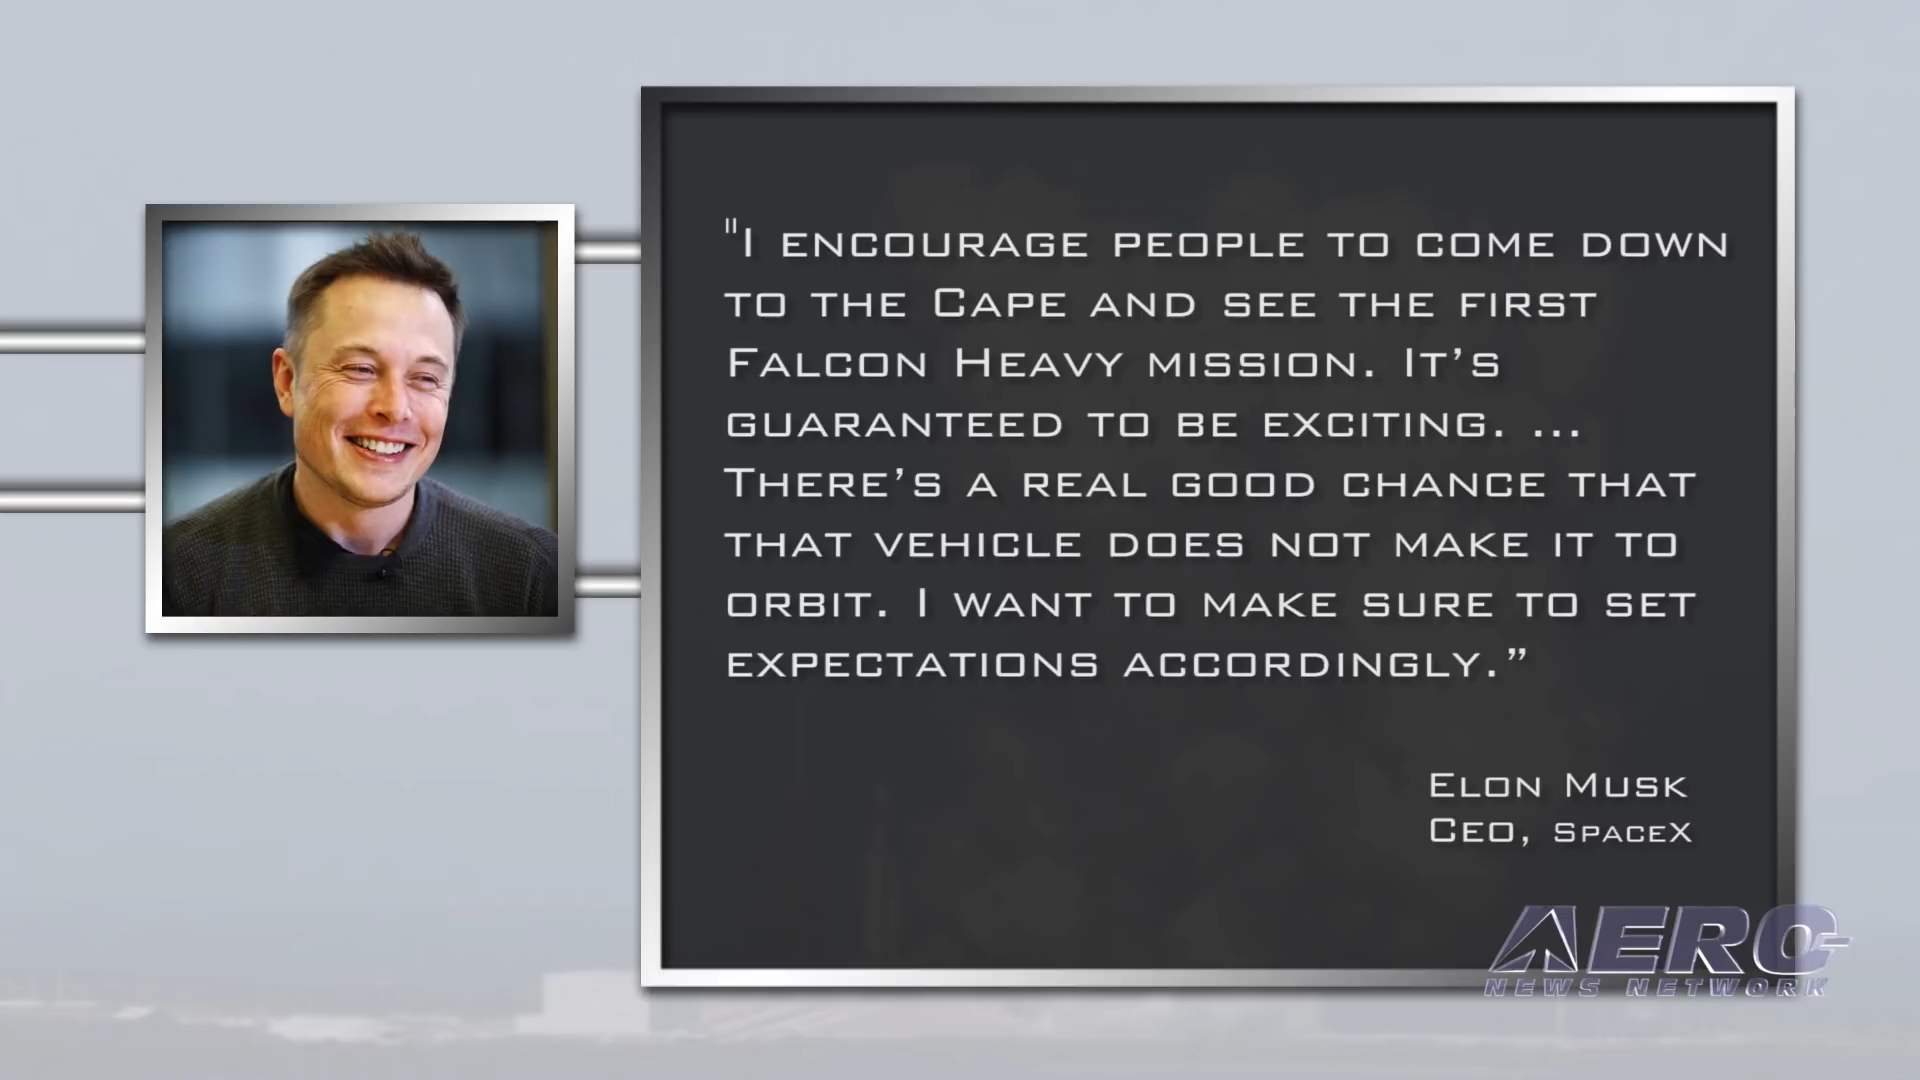 "I encourage people to come down
to the Cape and see the first
Falcon Heavy mission. It’s
guaranteed to be exciting. ...
There’s a real good chance that
that vehicle does not make it to
orbit. I want to make sure to set
expectations accordingly.”
Elon Musk
Ceo, spaceX
AERO-
NEWS NETWORK